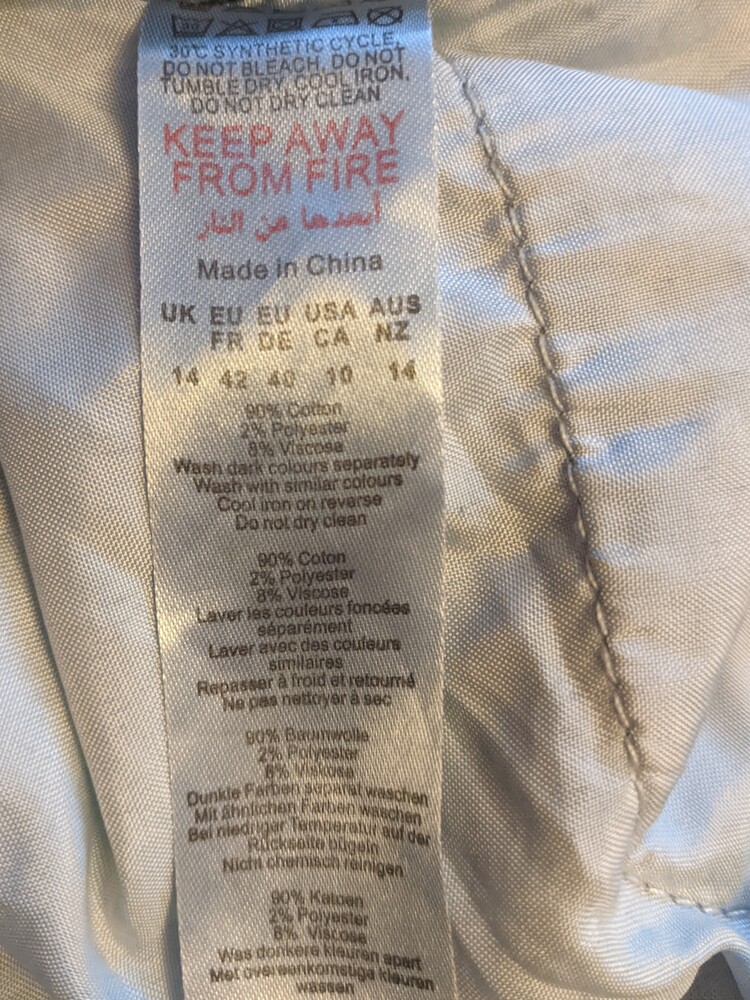 30
30°C SYNTHETIC CYCLE,
DO NOT BLEACH, DO NOT
TUMBLE DRY, COOL IRON,
DO NOT DRY CLEAN
KEEP AWAY
FROM FIRE
أبعدها عن النار
Made in China
UK EU EU USA AUS
FR DE CA NZ
14 42 40 10 14
90% Cotton
2% Polyester
8% Viscose
Wash dark colours separately
Wash with similar colours
Cool iron on reverse
Do not dry clean
90% Coton
2% Polyester
8% Viscose
Laver les couleurs foncées
séparément
Laver avec des couleurs
similaires
Repasser à froid et retourné
Ne pas nettoyer à sec
90% Baumwolle
2% Polyester
8% Viskose
Dunkle Farben separat waschen
Mit ähnlichen Farben waschen
Bei niedriger Temperatur auf der
Rückseite bügeln
Nicht chemisch reinigen
90% Katoen
2% Polyester
8% Viscose
Was donkere kleuren apart
Met overeenkomstige kleuren
wassen